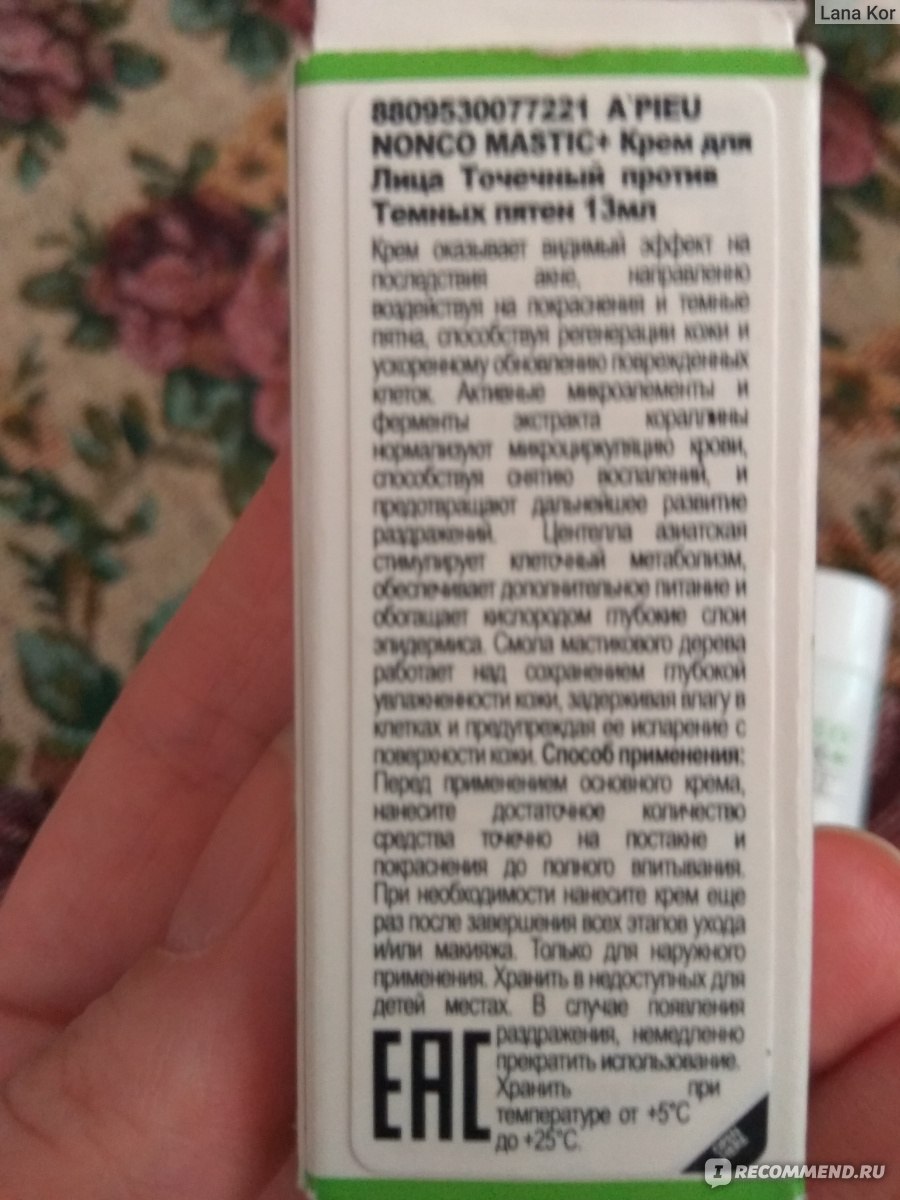 Lana Kor
8809530077221 A'PIEU
NONCO MASTIC+ Крем для
Лица Точечный против
Темных пятен 13мл
Крем оказывает видимый эффект на
последствия акне, направленно
воздействуя на покраснения и темные
пятна, способствуя регенерации кожи и
ускоренному обновлению поврежденных
клеток. Активные микроэлементы и
ферменты экстракта кораллины
нормализуют микроциркуляцию крови,
способствуя снятию воспалений, и
предотвращают дальнейшее развитие
раздражений. Центелла азиатская
стимулирует клеточный метаболизм,
обеспечивает дополнительное питание и
обогащает кислородом глубокие слои
эпидермиса. Смола мастикового дерева
работает над сохранением глубокой
увлажненности кожи, задерживая влагу в
клетках и предупреждая ее испарение с
поверхности кожи. Способ применения:
Перед применением основного крема,
нанесите достаточное количество
средства точечно на постакне и
покраснения до полного впитывания.
При необходимости нанесите крем еще
раз после завершения всех этапов ухода
и/или макияжа. Только для наружного
применения. Хранить в недоступных для
детей местах. В случае появления
раздражения, немедленно
прекратить использование.
Хранить при
температуре от +5°С
до +25°С.
EAC
RECOMMEND.RU